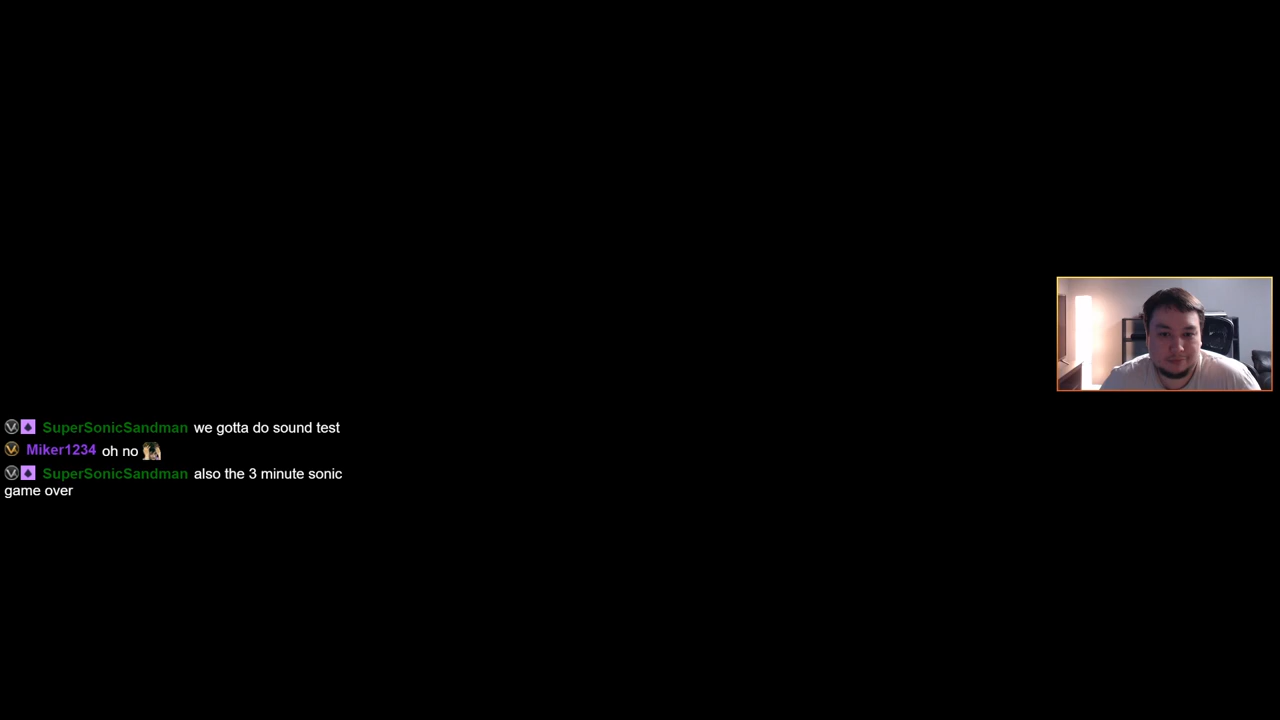 SuperSonicSandman we gotta do sound test
Miker1234 oh no
SuperSonicSandman also the 3 minute sonic
game over